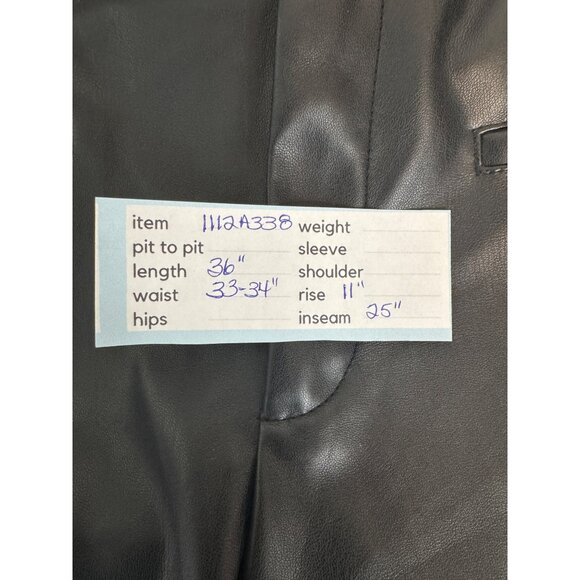 item 1112A338 weight
pit to pit sleeve
length 36" shoulder
waist 33-34" rise 11"
hips inseam 25"